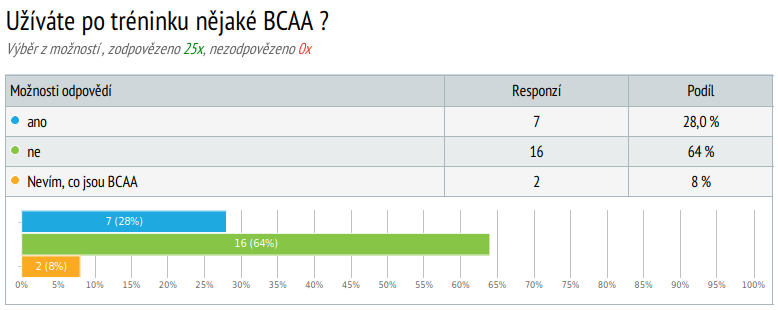 Užíváte po tréninku nějaké BCAA ?
Výběr z možností , zodpovězeno 25x, nezodpovězeno 0x
Možnosti odpovědí Responzí Podíl
ano 7 28,0 %
ne 16 64 %
Nevím, co jsou BCAA 2 8 %
7 (28%)
16 (64%)
2 (8%)
0% 5% 10% 15% 20% 25% 30% 35% 40% 45% 50% 55% 60% 65% 70% 75% 80% 85% 90% 95% 100%